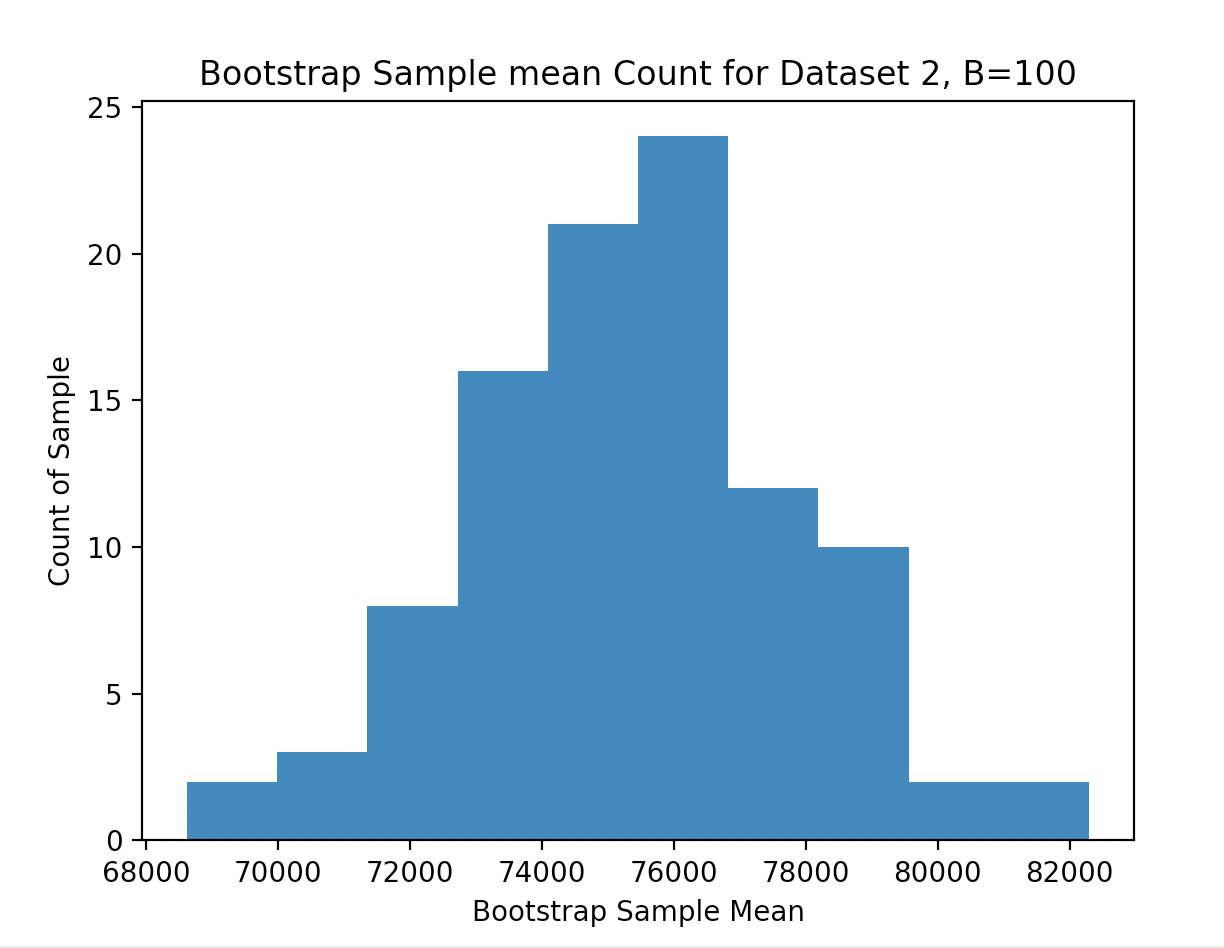 Bootstrap Sample mean Count for Dataset 2, B=100
25
20
15
10
5
0
Count of Sample
68000 70000 72000 74000 76000 78000 80000 82000
Bootstrap Sample Mean